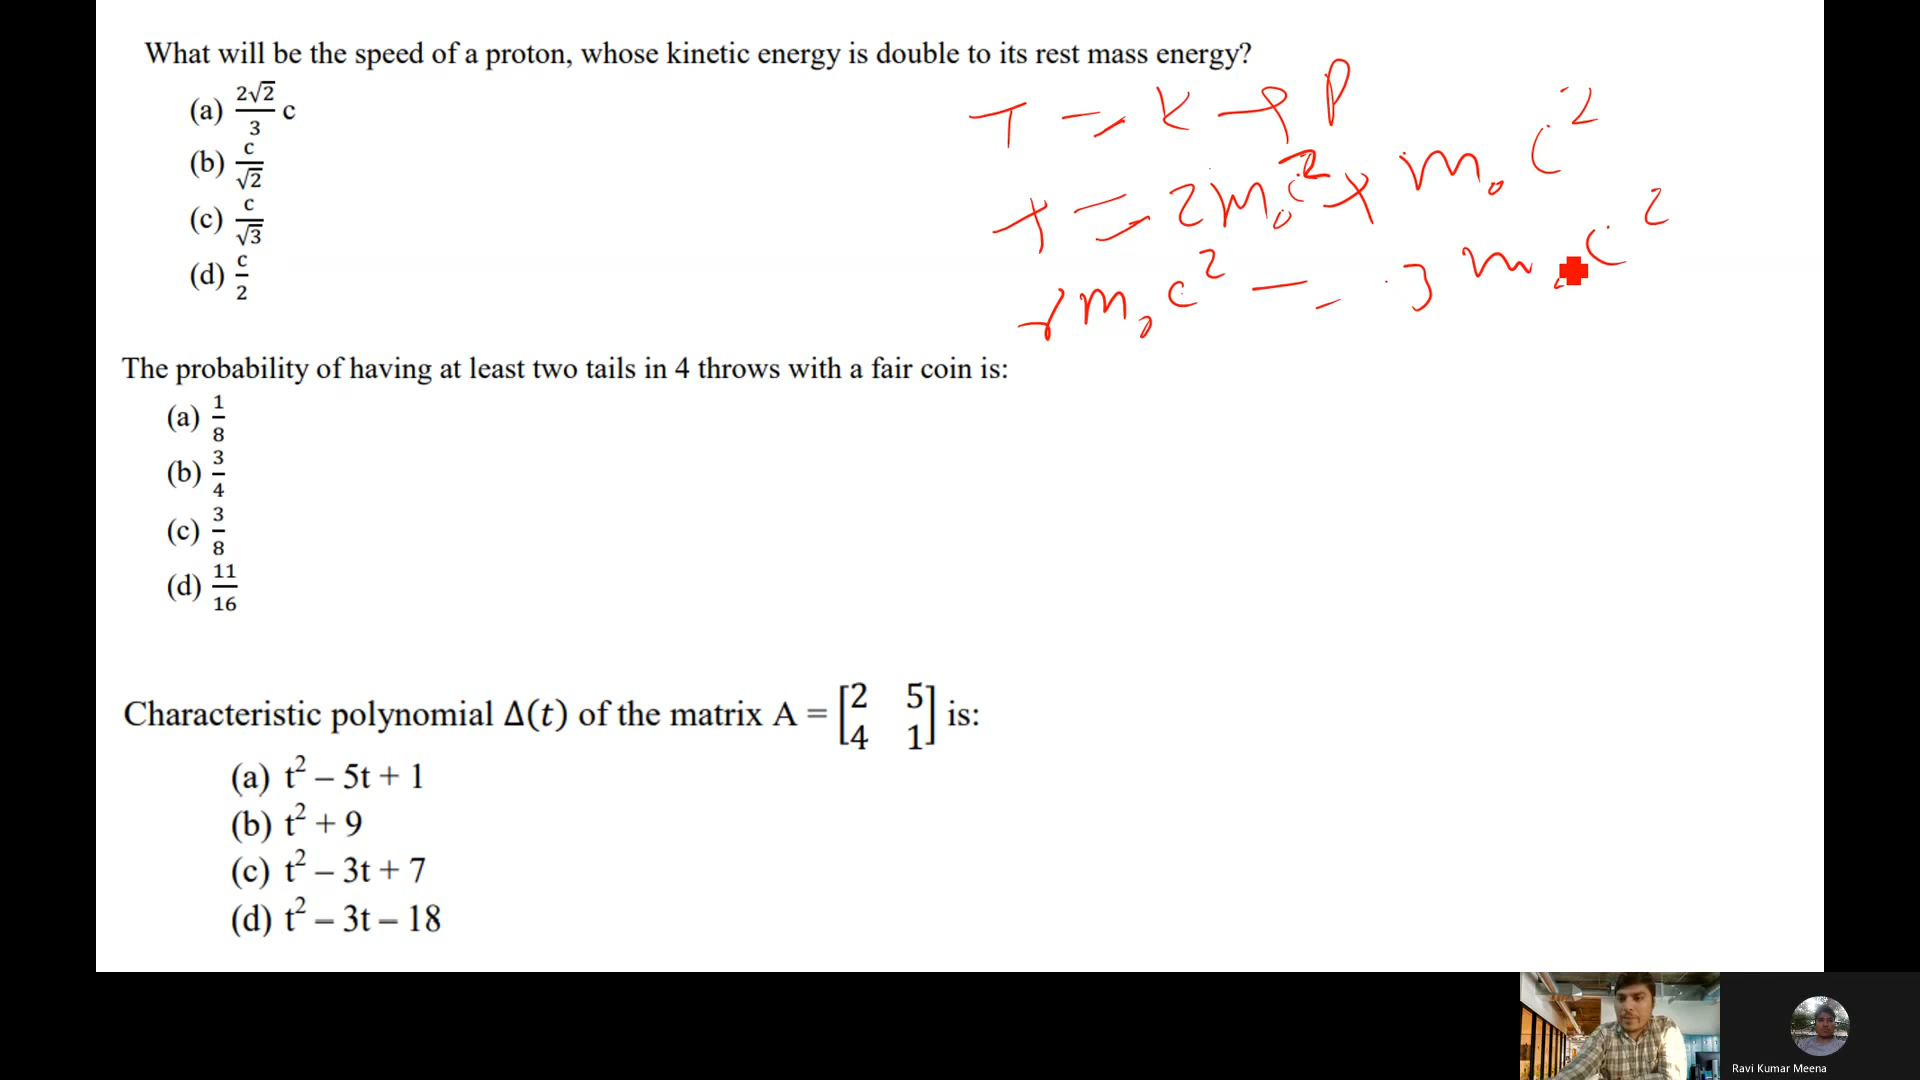 What will be the speed of a proton, whose kinetic energy is double to its rest mass energy?
(a) 2√2/3 c
(b) c/√2
(c) c/√3
(d) c/2
T = K + P
T = 2m₀c² + m₀c²
γm₀c² = 3m₀c²
The probability of having at least two tails in 4 throws with a fair coin is:
(a) 1/8
(b) 3/4
(c) 3/8
(d) 11/16
Characteristic polynomial Δ(t) of the matrix A = [2 5; 4 1] is:
(a) t² – 5t + 1
(b) t² + 9
(c) t² – 3t + 7
(d) t² – 3t – 18
Ravi Kumar Meena